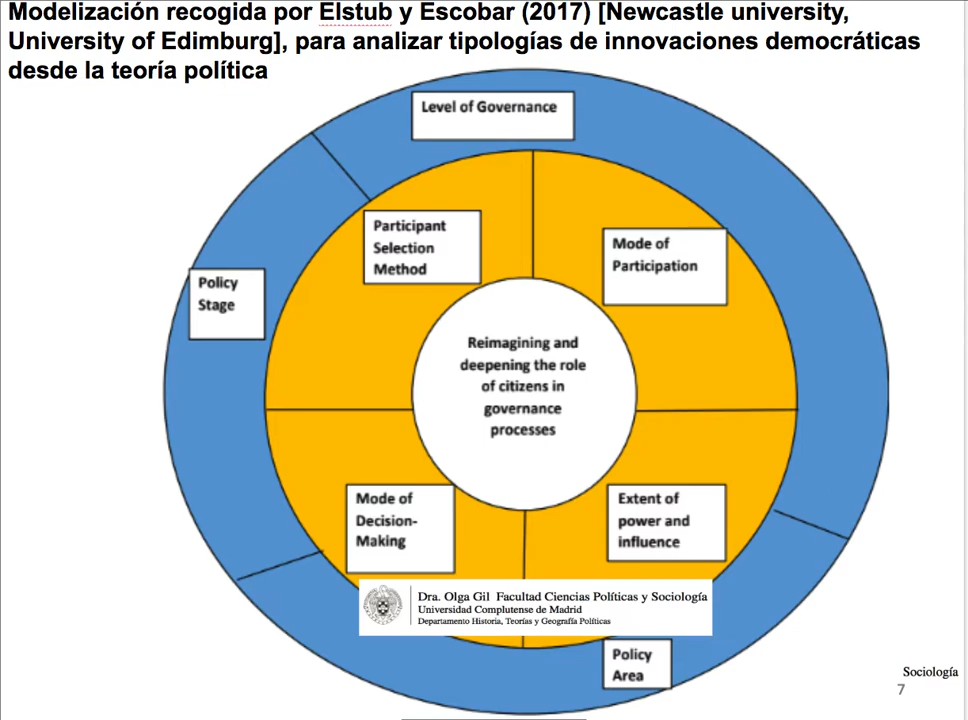 Modelización recogida por Elstub y Escobar (2017) [Newcastle university,
University of Edimburg], para analizar tipologías de innovaciones democráticas
desde la teoría política
Level of Governance
Participant
Selection
Method
Mode of
Participation
Policy
Stage
Reimagining and
deepening the role
of citizens in
governance
processes
Mode of
Decision-
Making
Extent of
power and
influence
Dra. Olga Gil Facultad Ciencias Políticas y Sociología
Universidad Complutense de Madrid
Departamento Historia, Teorías y Geografía Políticas
Policy
Area
Sociología
7